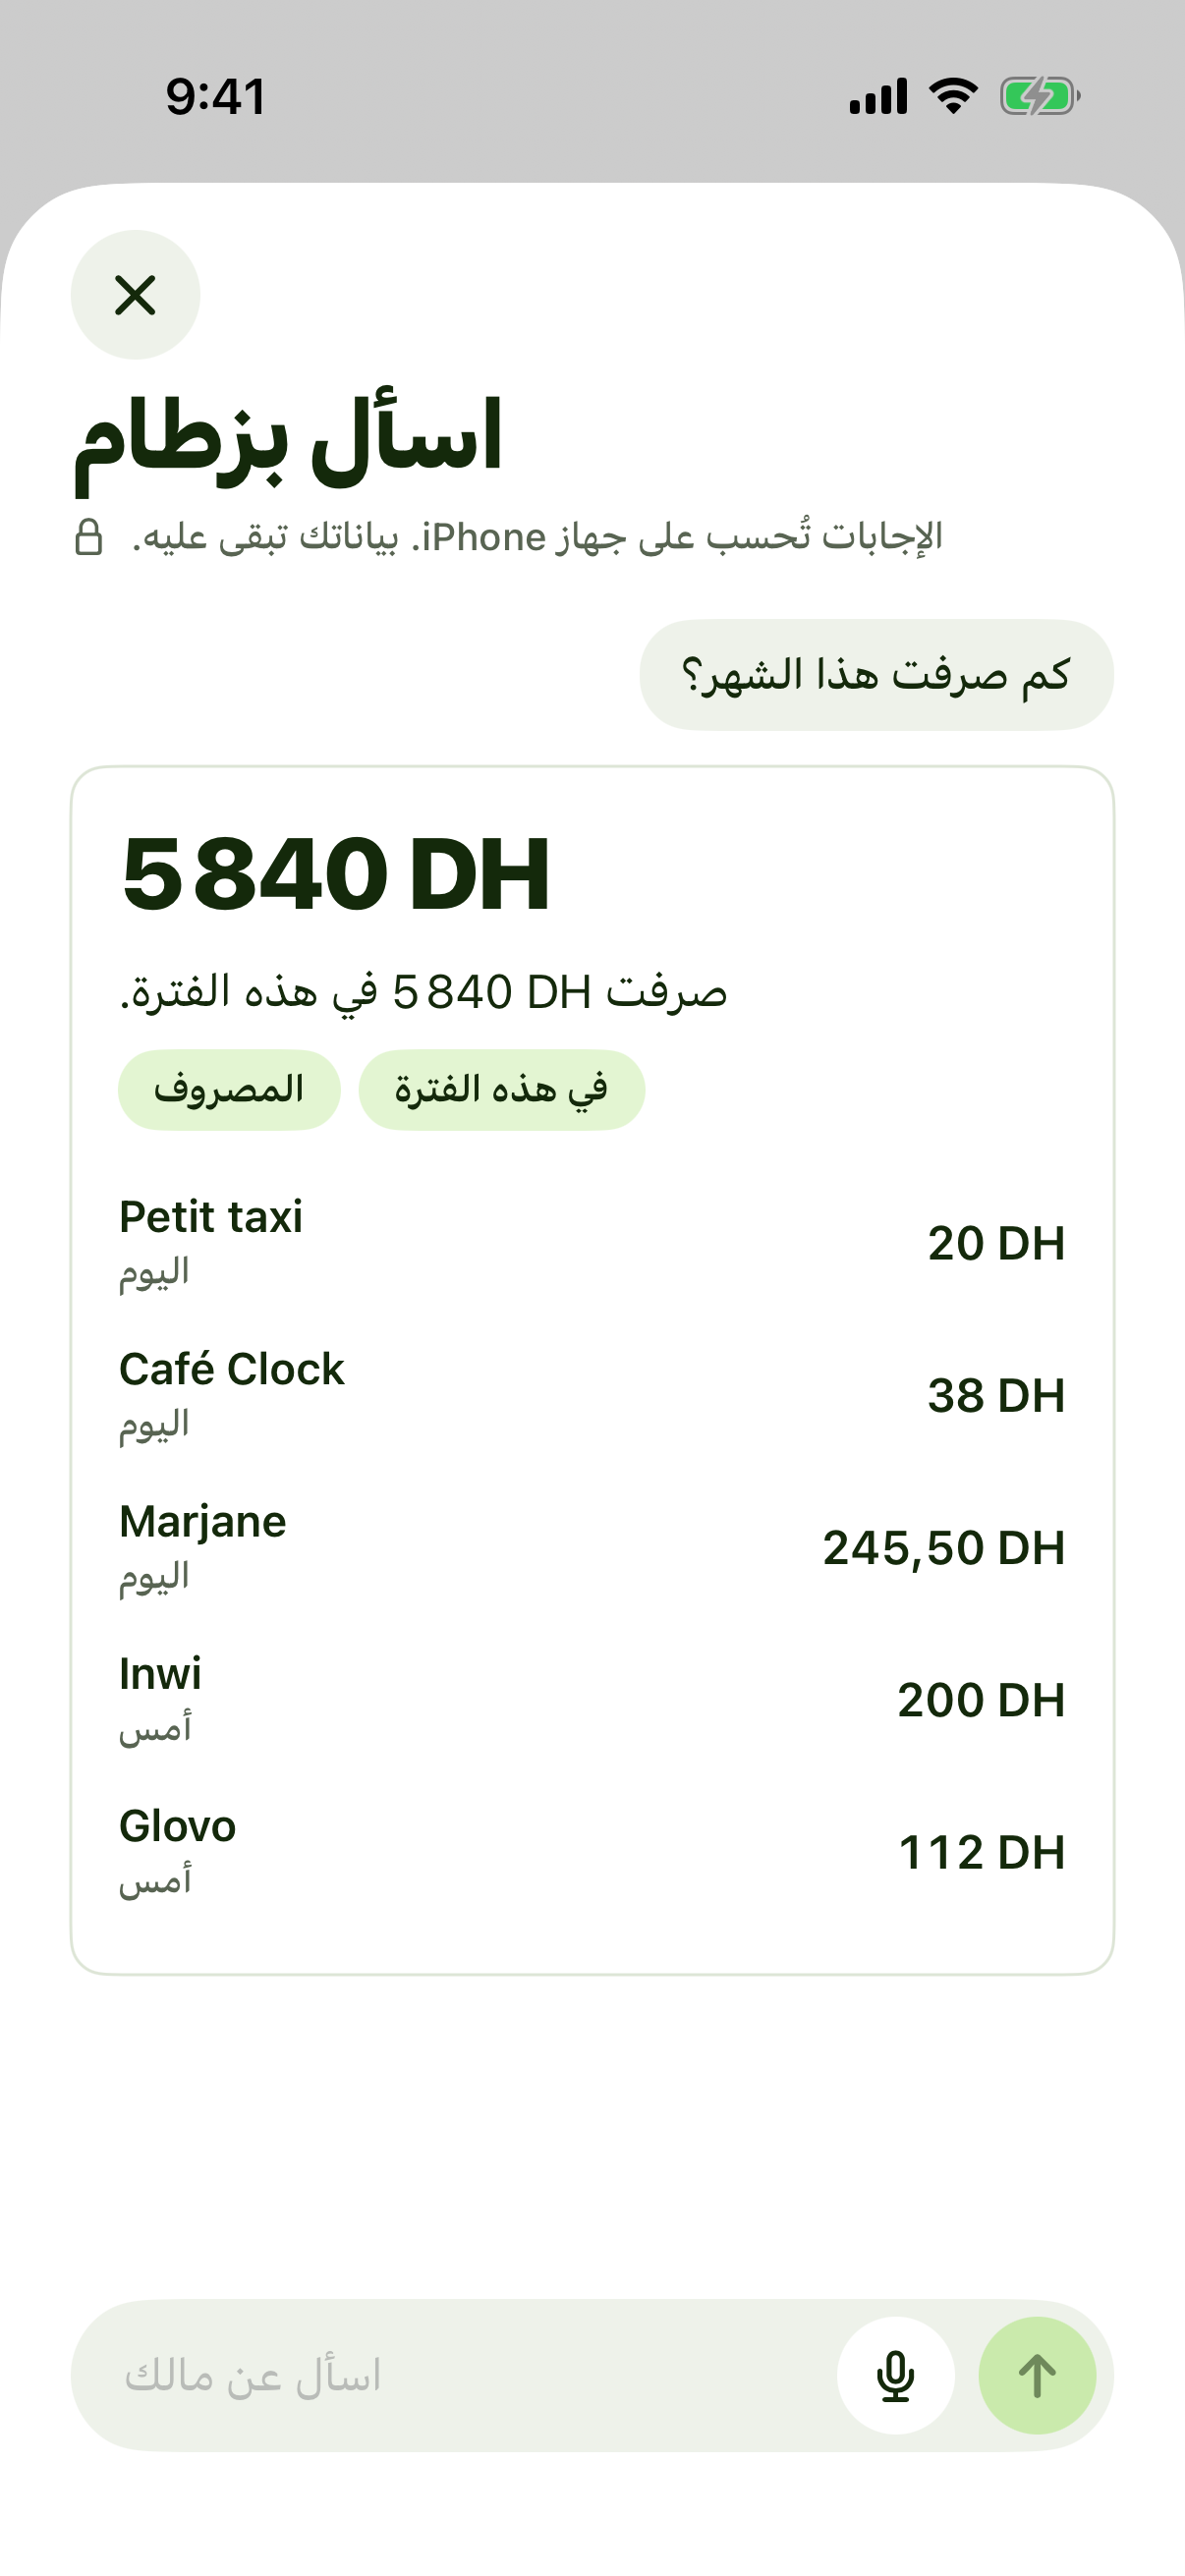 9:41
اسأل بزطام
الإجابات تُحسب على جهاز iPhone. بياناتك تبقى عليه.
كم صرفت هذا الشهر؟
5 840 DH
صرفت 5 840 DH في هذه الفترة.
المصروف
في هذه الفترة
Petit taxi
اليوم
20 DH
Café Clock
اليوم
38 DH
Marjane
اليوم
245,50 DH
Inwi
أمس
200 DH
Glovo
أمس
112 DH
اسأل عن مالك